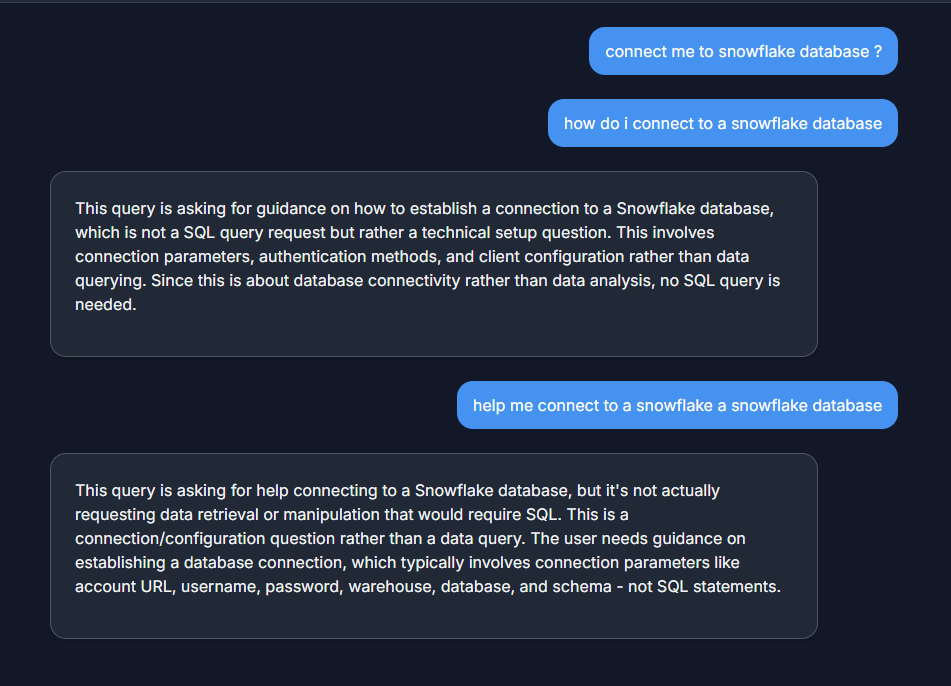 connect me to snowflake database ?
how do i connect to a snowflake database
This query is asking for guidance on how to establish a connection to a Snowflake database,
which is not a SQL query request but rather a technical setup question. This involves
connection parameters, authentication methods, and client configuration rather than data
querying. Since this is about database connectivity rather than data analysis, no SQL query is
needed.
help me connect to a snowflake a snowflake database
This query is asking for help connecting to a Snowflake database, but it's not actually
requesting data retrieval or manipulation that would require SQL. This is a
connection/configuration question rather than a data query. The user needs guidance on
establishing a database connection, which typically involves connection parameters like
account URL, username, password, warehouse, database, and schema - not SQL statements.